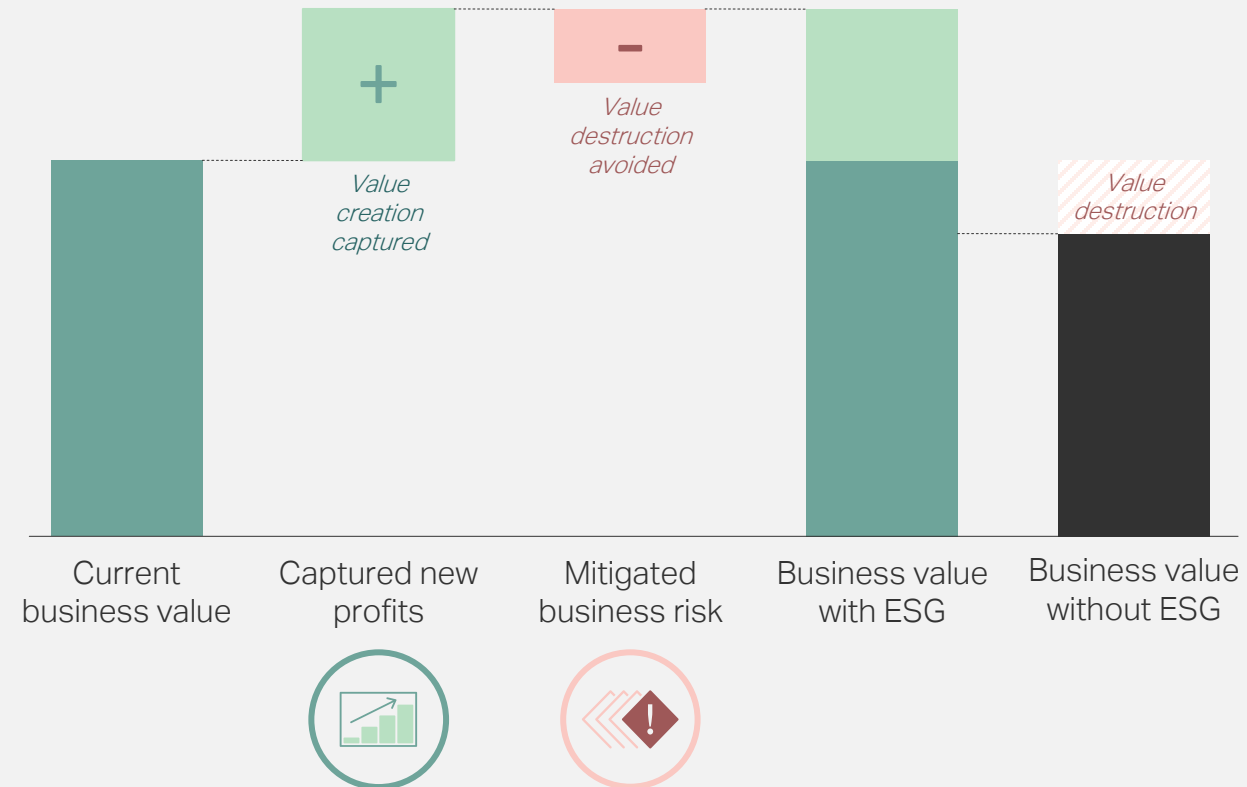 +
-
Value
destruction
avoided
Value
creation
captured
Value
destruction
Current
business value
Captured new
profits
Mitigated
business risk
Business value
with ESG
Business value
without ESG
!